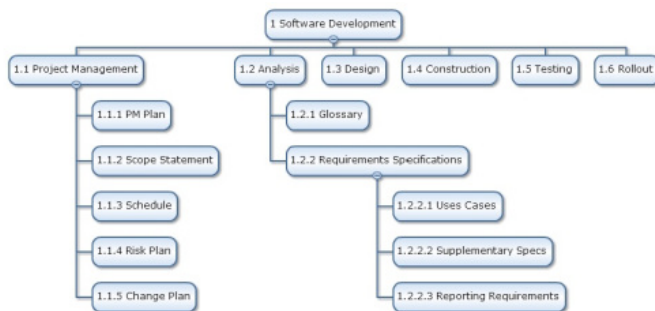 1 Software Development
1.1 Project Management
1.2 Analysis
1.3 Design
1.4 Construction
1.5 Testing
1.6 Rollout
1.1.1 PM Plan
1.2.1 Glossary
1.1.2 Scope Statement
1.2.2 Requirements Specifications
1.1.3 Schedule
1.2.2.1 Uses Cases
1.1.4 Risk Plan
1.2.2.2 Supplementary Specs
1.1.5 Change Plan
1.2.2.3 Reporting Requirements